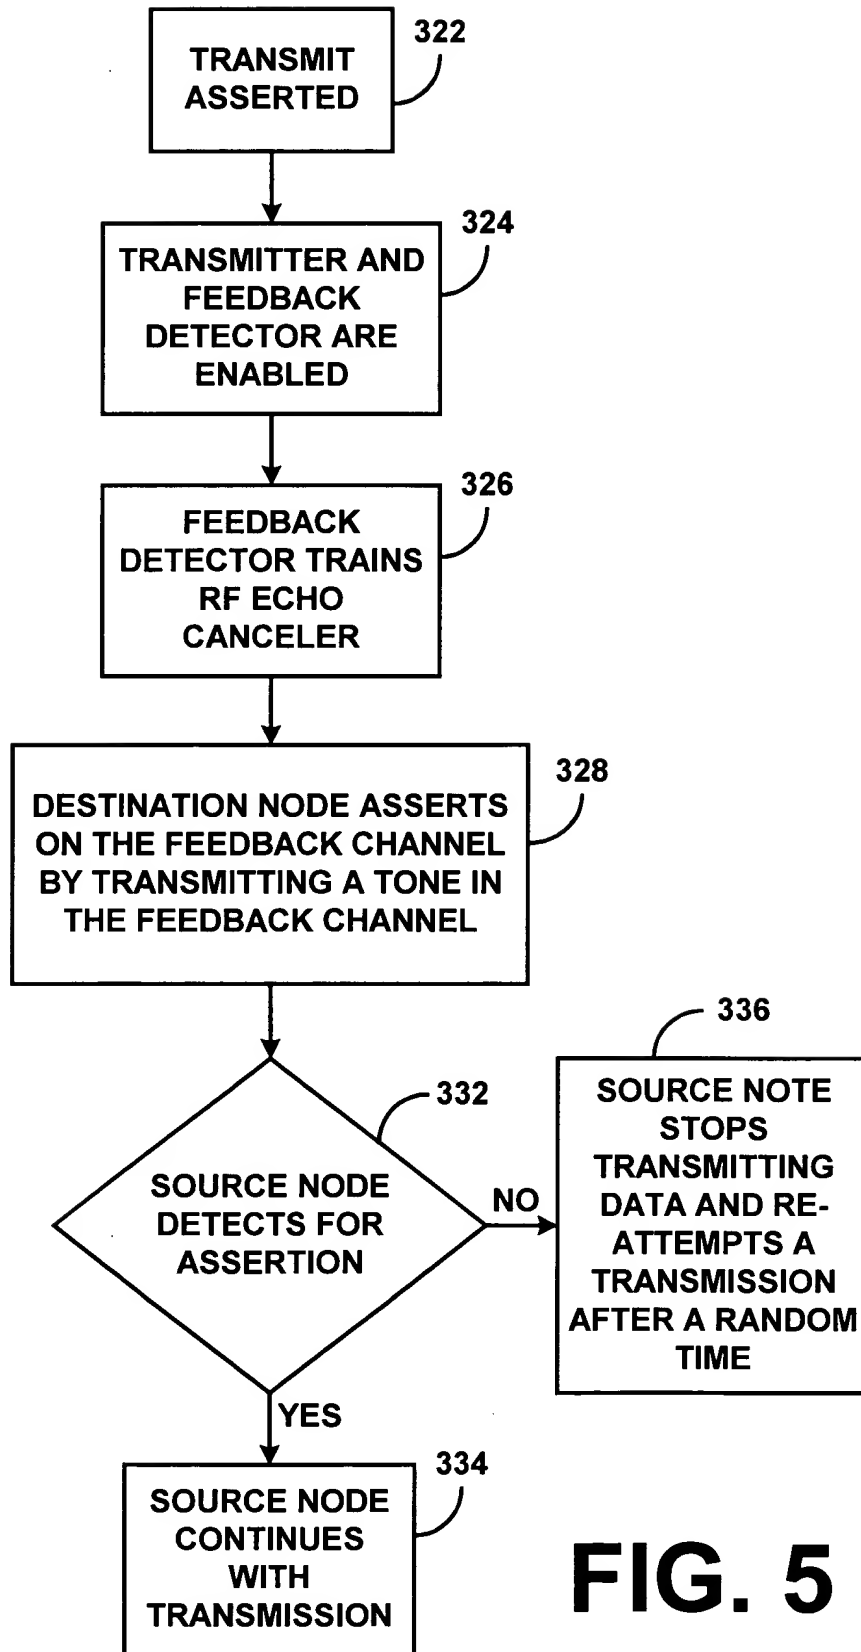 TRANSMIT
ASSERTED
322
TRANSMITTER AND
FEEDBACK
DETECTOR ARE
ENABLED
324
FEEDBACK
DETECTOR TRAINS
RF ECHO
CANCELER
326
DESTINATION NODE ASSERTS
ON THE FEEDBACK CHANNEL
BY TRANSMITTING A TONE IN
THE FEEDBACK CHANNEL
328
SOURCE NODE
DETECTS FOR
ASSERTION
332
NO
SOURCE NOTE
STOPS
TRANSMITTING
DATA AND RE-
ATTEMPTS A
TRANSMISSION
AFTER A RANDOM
TIME
336
YES
SOURCE NODE
CONTINUES
WITH
TRANSMISSION
334
FIG. 5